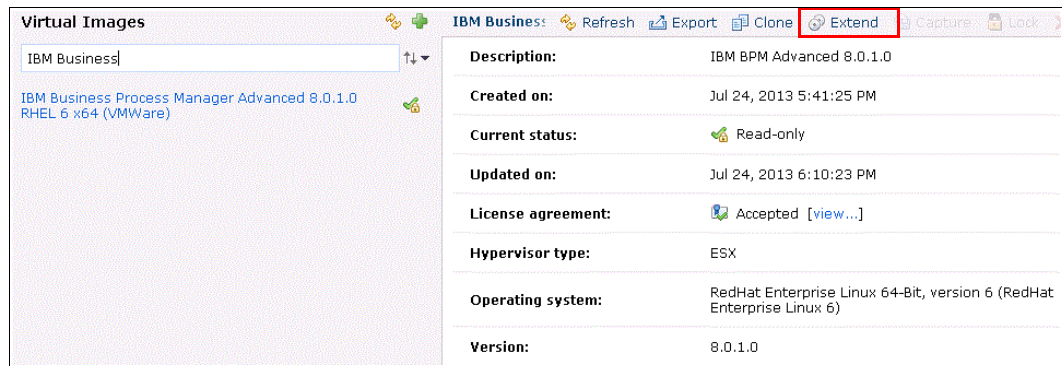 Virtual Images
IBM Business
IBM Business Process Manager Advanced 8.0.1.0
RHEL 6 x64 (VMWare)
IBM Business Refresh Export Clone Extend Capture Lock
Description: IBM BPM Advanced 8.0.1.0
Created on: Jul 24, 2013 5:41:25 PM
Current status: Read-only
Updated on: Jul 24, 2013 6:10:23 PM
License agreement: Accepted [view...]
Hypervisor type: ESX
Operating system: RedHat Enterprise Linux 64-Bit, version 6 (RedHat
Enterprise Linux 6)
Version: 8.0.1.0